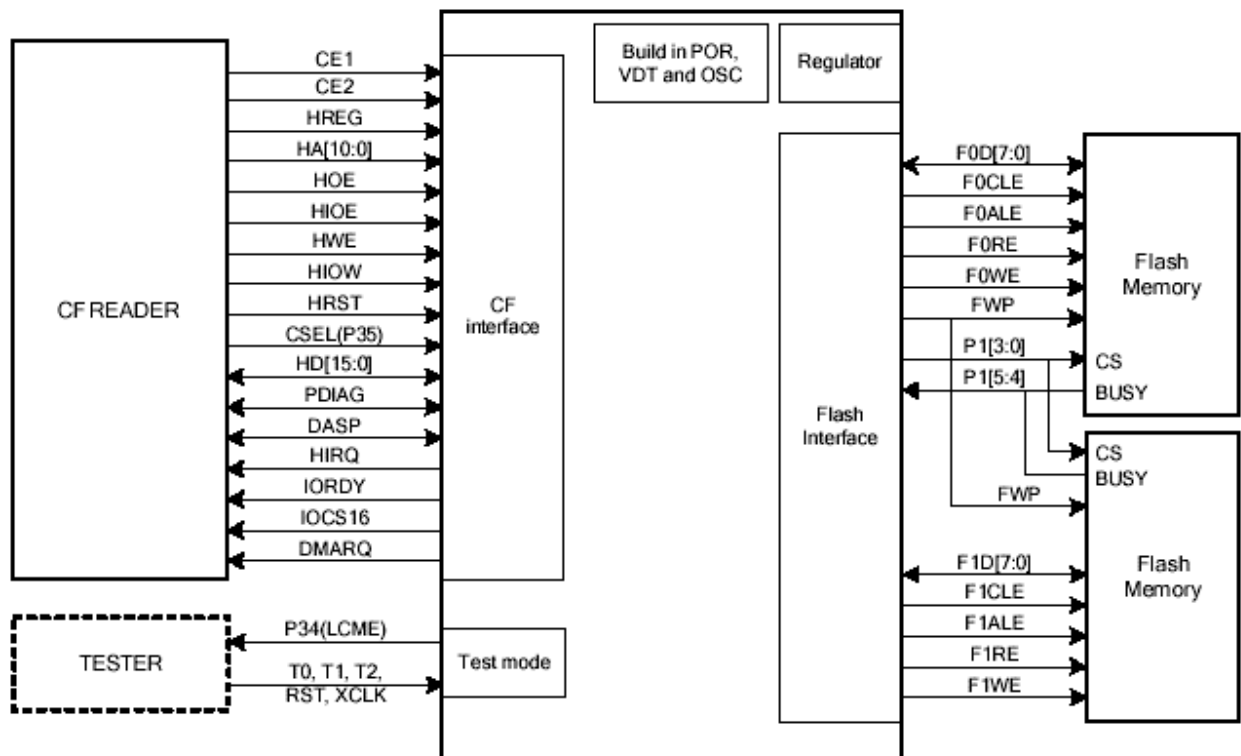 CF READER
CE1
CE2
HREG
HA[10:0]
HOE
HIOE
HWE
HIOW
HRST
CSEL(P35)
HD[15:0]
PDIAG
DASP
HIRQ
IORDY
IOCS16
DMARQ
CF
interface
TESTER
P34(LCME)
T0, T1, T2,
RST, XCLK
Test mode
Build in POR,
VDT and OSC
Regulator
Flash
Interface
F0D[7:0]
F0CLE
F0ALE
F0RE
F0WE
FWP
P1[3:0]
P1[5:4]
Flash
Memory
CS
BUSY
CS
BUSY
FWP
F1D[7:0]
F1CLE
F1ALE
F1RE
F1WE
Flash
Memory